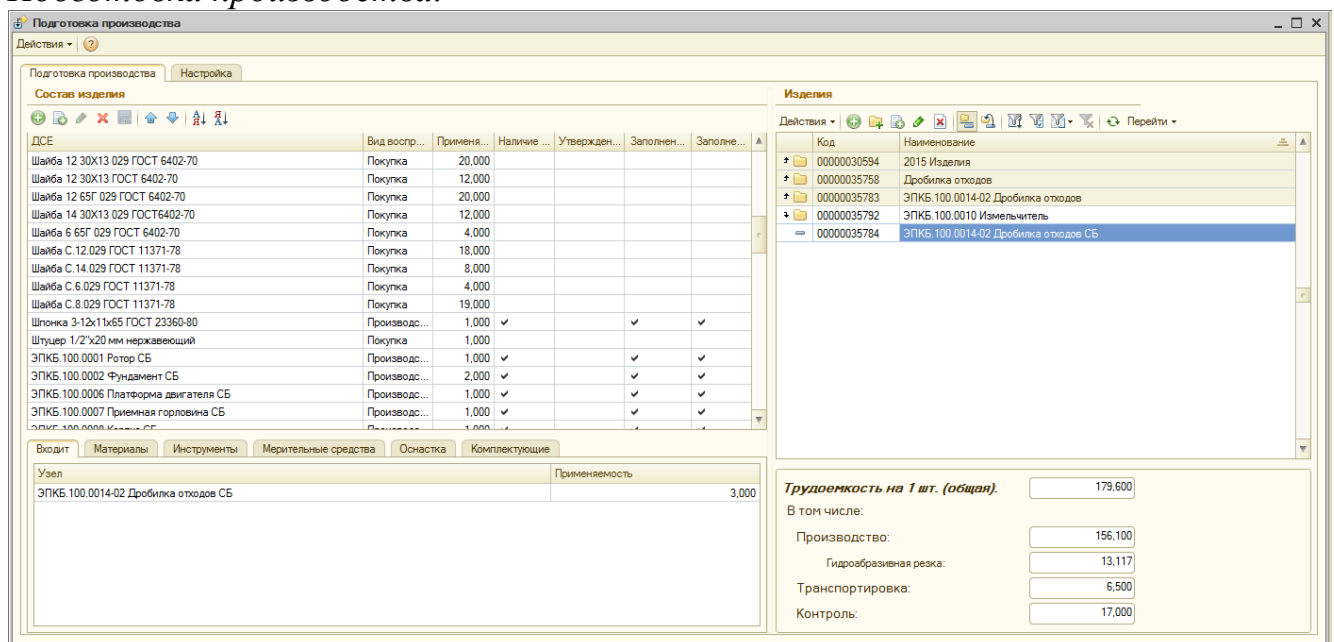 Подготовка производства.
Подготовка производства
Действия
Подготовка производства Настройка
Состав изделия
ДСЕ Вид воспр... Применя... Наличие ... Утвержден... Заполнен... Заполне...
Шайба 12 30Х13 029 ГОСТ 6402-70 Покупка 20,000
Шайба 12 30Х13 ГОСТ 6402-70 Покупка 12,000
Шайба 12 65Г 029 ГОСТ 6402-70 Покупка 20,000
Шайба 14 30Х13 029 ГОСТ6402-70 Покупка 12,000
Шайба 6 65Г 029 ГОСТ 6402-70 Покупка 4,000
Шайба С.12.029 ГОСТ 11371-78 Покупка 18,000
Шайба С.14.029 ГОСТ 11371-78 Покупка 8,000
Шайба С.6.029 ГОСТ 11371-78 Покупка 4,000
Шайба С.8.029 ГОСТ 11371-78 Покупка 19,000
Шпонка 3-12х11х65 ГОСТ 23360-80 Производс... 1,000
Штуцер 1/2"х20 мм нержавеющий Покупка 1,000
ЭПКБ.100.0001 Ротор СБ Производс... 1,000
ЭПКБ.100.0002 Фундамент СБ Производс... 2,000
ЭПКБ.100.0006 Платформа двигателя СБ Производс... 1,000
ЭПКБ.100.0007 Приемная горловина СБ Производс... 1,000
ЭПКБ.100.0008 Корпус СБ Производс... 1,000
Входит Материалы Инструменты Мерительные средства Оснастка Комплектующие
Узел Применяемость
ЭПКБ.100.0014-02 Дробилка отходов СБ 3,000
Изделия
Действия Перейти
Код Наименование
00000030594 2015 Изделия
00000035758 Дробилка отходов
00000035783 ЭПКБ.100.0014-02 Дробилка отходов
00000035792 ЭПКБ.100.0010 Измельчитель
00000035784 ЭПКБ.100.0014-02 Дробилка отходов СБ
Трудоемкость на 1 шт. (общая): 179,600
В том числе:
Производство: 156,100
Гидроабразивная резка: 13,117
Транспортировка: 6,500
Контроль: 17,000